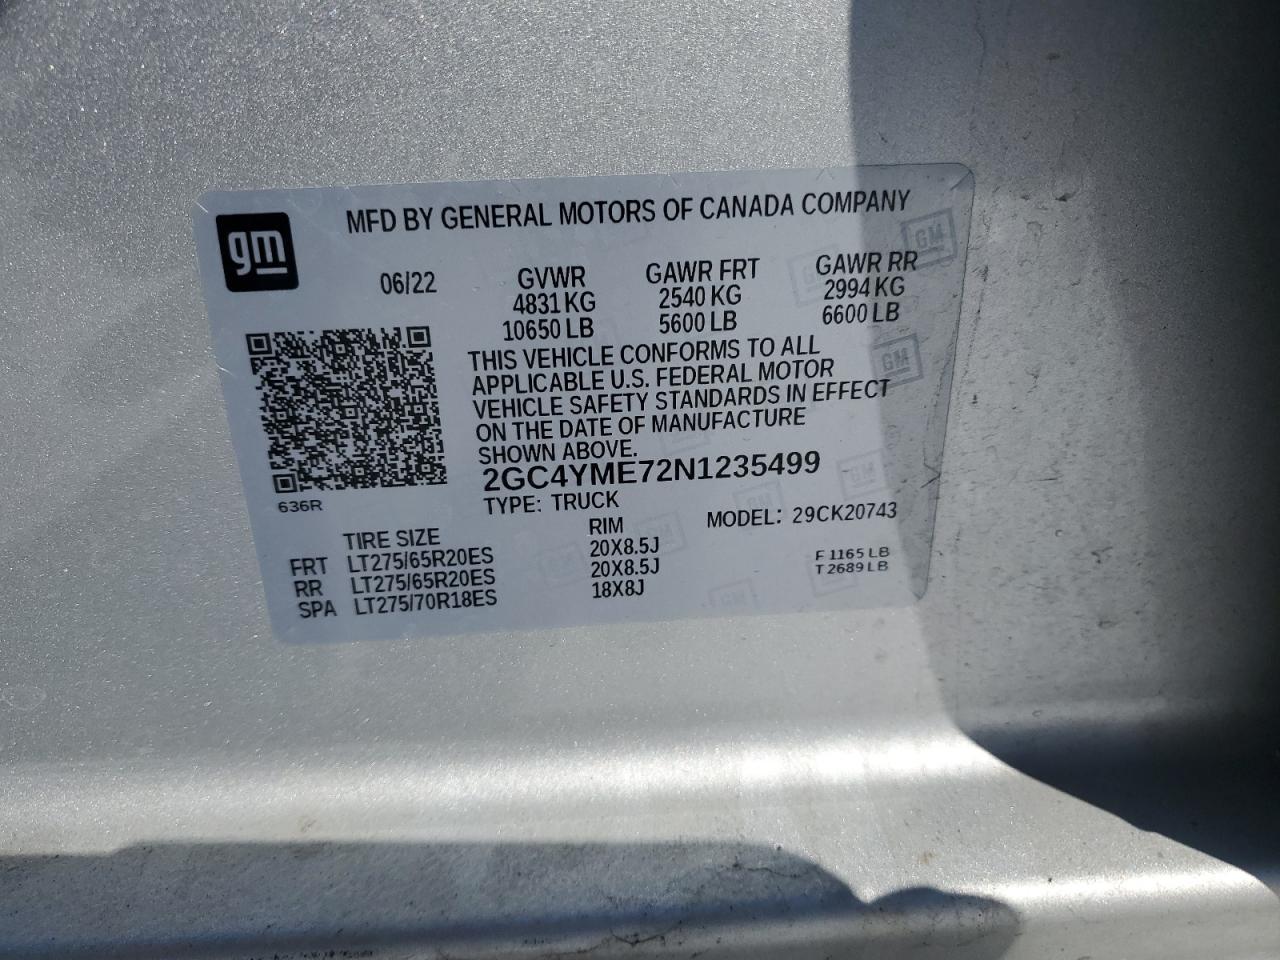 gm
MFD BY GENERAL MOTORS OF CANADA COMPANY
06/22 GVWR GAWR FRT GAWR RR
4831 KG 2540 KG 2994 KG
10650 LB 5600 LB 6600 LB
THIS VEHICLE CONFORMS TO ALL
APPLICABLE U.S. FEDERAL MOTOR
VEHICLE SAFETY STANDARDS IN EFFECT
ON THE DATE OF MANUFACTURE
SHOWN ABOVE.
2GC4YME72N1235499
636R
TYPE: TRUCK
MODEL: 29CK20743
TIRE SIZE RIM
FRT LT275/65R20ES 20X8.5J
RR LT275/65R20ES 20X8.5J
SPA LT275/70R18ES 18X8J
F 1165 LB
T 2689 LB
GM
GM